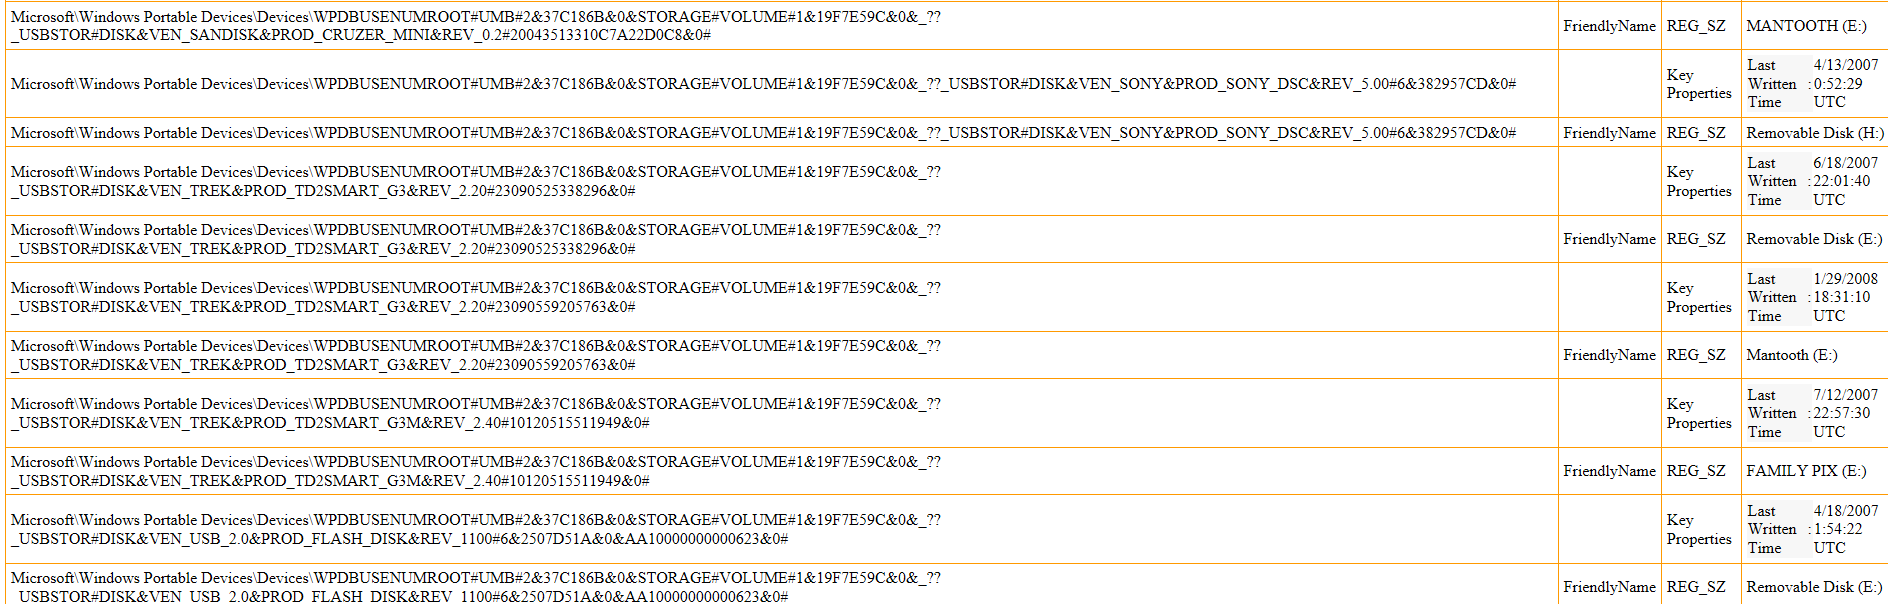 Microsoft\Windows Portable Devices\Devices\WPDBUSENUMROOT#UMB#2&37C186B&0&STORAGE#VOLUME#1&19F7E59C&0&_??
_USBSTOR#DISK&VEN_SANDISK&PROD_CRUZER_MINI&REV_0.2#20043513310C7A22D0C8&0#
FriendlyName REG_SZ MANTOOTH (E:)
Microsoft\Windows Portable Devices\Devices\WPDBUSENUMROOT#UMB#2&37C186B&0&STORAGE#VOLUME#1&19F7E59C&0&_??_USBSTOR#DISK&VEN_SONY&PROD_SONY_DSC&REV_5.00#6&382957CD&0#
Key
Properties
Last 4/13/2007
Written :0:52:29
Time UTC
Microsoft\Windows Portable Devices\Devices\WPDBUSENUMROOT#UMB#2&37C186B&0&STORAGE#VOLUME#1&19F7E59C&0&_??_USBSTOR#DISK&VEN_SONY&PROD_SONY_DSC&REV_5.00#6&382957CD&0# FriendlyName REG_SZ Removable Disk (H:)
Microsoft\Windows Portable Devices\Devices\WPDBUSENUMROOT#UMB#2&37C186B&0&STORAGE#VOLUME#1&19F7E59C&0&_??
_USBSTOR#DISK&VEN_TREK&PROD_TD2SMART_G3&REV_2.20#23090525338296&0#
Key
Properties
Last 6/18/2007
Written :22:01:40
Time UTC
Microsoft\Windows Portable Devices\Devices\WPDBUSENUMROOT#UMB#2&37C186B&0&STORAGE#VOLUME#1&19F7E59C&0&_??
_USBSTOR#DISK&VEN_TREK&PROD_TD2SMART_G3&REV_2.20#23090525338296&0#
FriendlyName REG_SZ Removable Disk (E:)
Microsoft\Windows Portable Devices\Devices\WPDBUSENUMROOT#UMB#2&37C186B&0&STORAGE#VOLUME#1&19F7E59C&0&_??
_USBSTOR#DISK&VEN_TREK&PROD_TD2SMART_G3&REV_2.20#23090559205763&0#
Key
Properties
Last 1/29/2008
Written :18:31:10
Time UTC
Microsoft\Windows Portable Devices\Devices\WPDBUSENUMROOT#UMB#2&37C186B&0&STORAGE#VOLUME#1&19F7E59C&0&_??
_USBSTOR#DISK&VEN_TREK&PROD_TD2SMART_G3&REV_2.20#23090559205763&0#
FriendlyName REG_SZ Mantooth (E:)
Microsoft\Windows Portable Devices\Devices\WPDBUSENUMROOT#UMB#2&37C186B&0&STORAGE#VOLUME#1&19F7E59C&0&_??
_USBSTOR#DISK&VEN_TREK&PROD_TD2SMART_G3M&REV_2.40#10120515511949&0#
Key
Properties
Last 7/12/2007
Written :22:57:30
Time UTC
Microsoft\Windows Portable Devices\Devices\WPDBUSENUMROOT#UMB#2&37C186B&0&STORAGE#VOLUME#1&19F7E59C&0&_??
_USBSTOR#DISK&VEN_TREK&PROD_TD2SMART_G3M&REV_2.40#10120515511949&0#
FriendlyName REG_SZ FAMILY PIX (E:)
Microsoft\Windows Portable Devices\Devices\WPDBUSENUMROOT#UMB#2&37C186B&0&STORAGE#VOLUME#1&19F7E59C&0&_??
_USBSTOR#DISK&VEN_USB_2.0&PROD_FLASH_DISK&REV_1100#6&2507D51A&0&AA10000000000623&0#
Key
Properties
Last 4/18/2007
Written :1:54:22
Time UTC
Microsoft\Windows Portable Devices\Devices\WPDBUSENUMROOT#UMB#2&37C186B&0&STORAGE#VOLUME#1&19F7E59C&0&_??
_USBSTOR#DISK&VEN_USB_2.0&PROD_FLASH_DISK&REV_1100#6&2507D51A&0&AA10000000000623&0#
FriendlyName REG_SZ Removable Disk (E:)